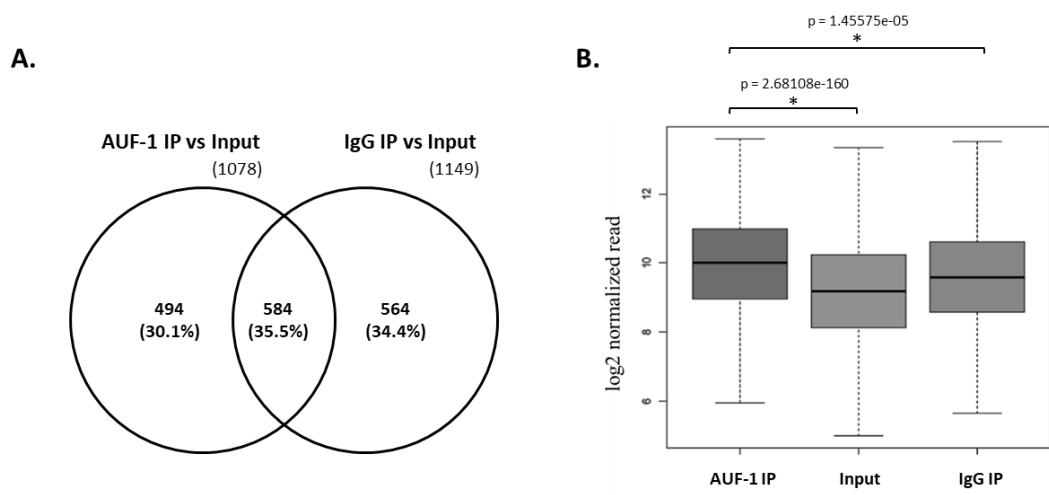 A.
AUF-1 IP vs Input
(1078)
IgG IP vs Input
(1149)
494
(30.1%)
584
(35.5%)
564
(34.4%)
B.
p = 1.45575e-05
*
p = 2.68108e-160
*
log2 normalized read
12
10
8
6
AUF-1 IP
Input
IgG IP